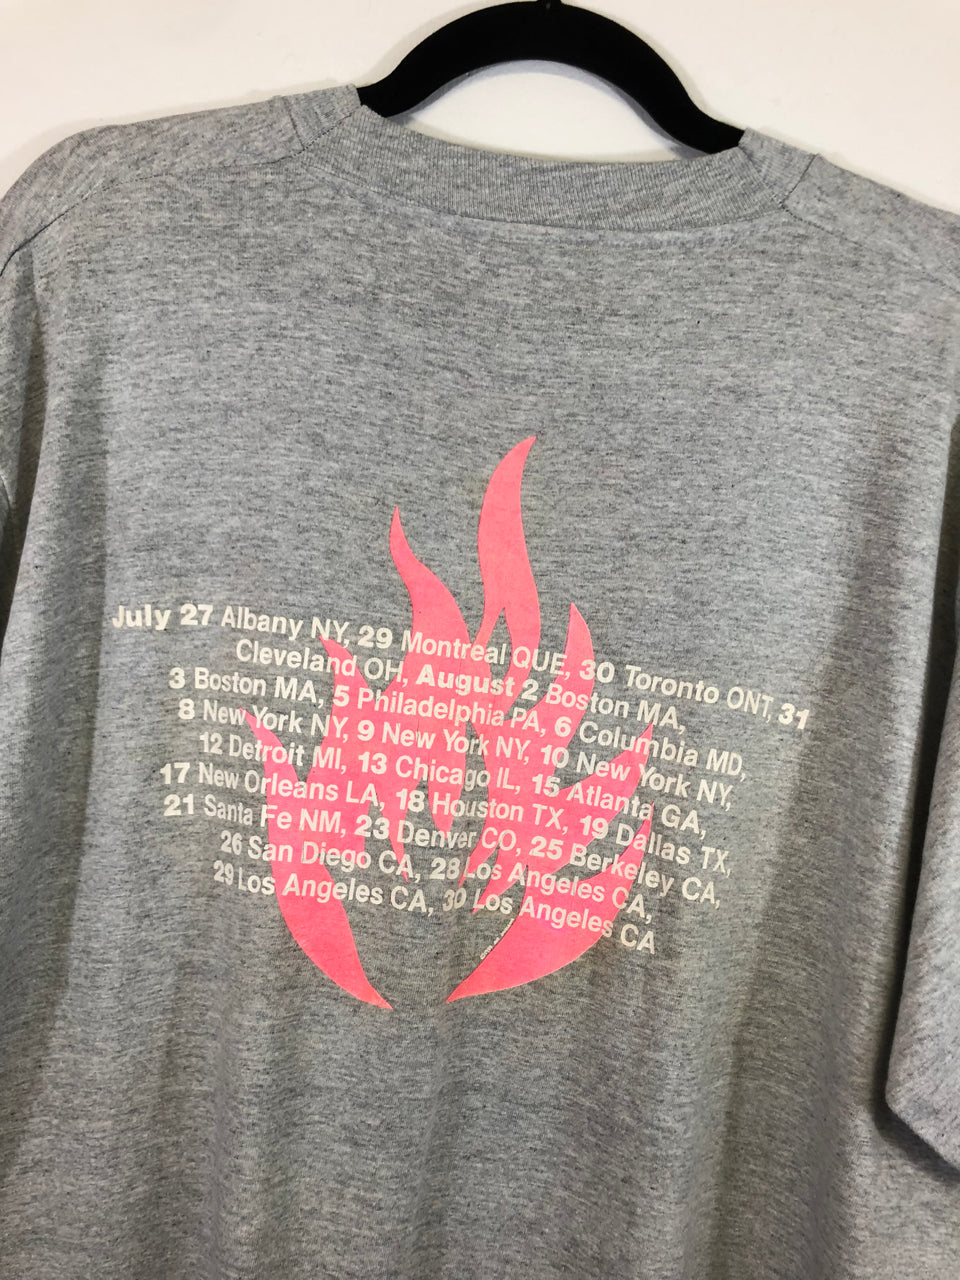 July 27 Albany NY, 29 Montreal QUE, 30 Toronto ONT, 31
Cleveland OH, August 2 Boston MA,
3 Boston MA, 5 Philadelphia PA, 6 Columbia MD,
8 New York NY, 9 New York NY, 10 New York NY,
12 Detroit MI, 13 Chicago IL, 15 Atlanta GA,
17 New Orleans LA, 18 Houston TX, 19 Dallas TX,
21 Santa Fe NM, 23 Denver CO, 25 Berkeley CA,
26 San Diego CA, 28 Los Angeles CA,
29 Los Angeles CA, 30 Los Angeles CA